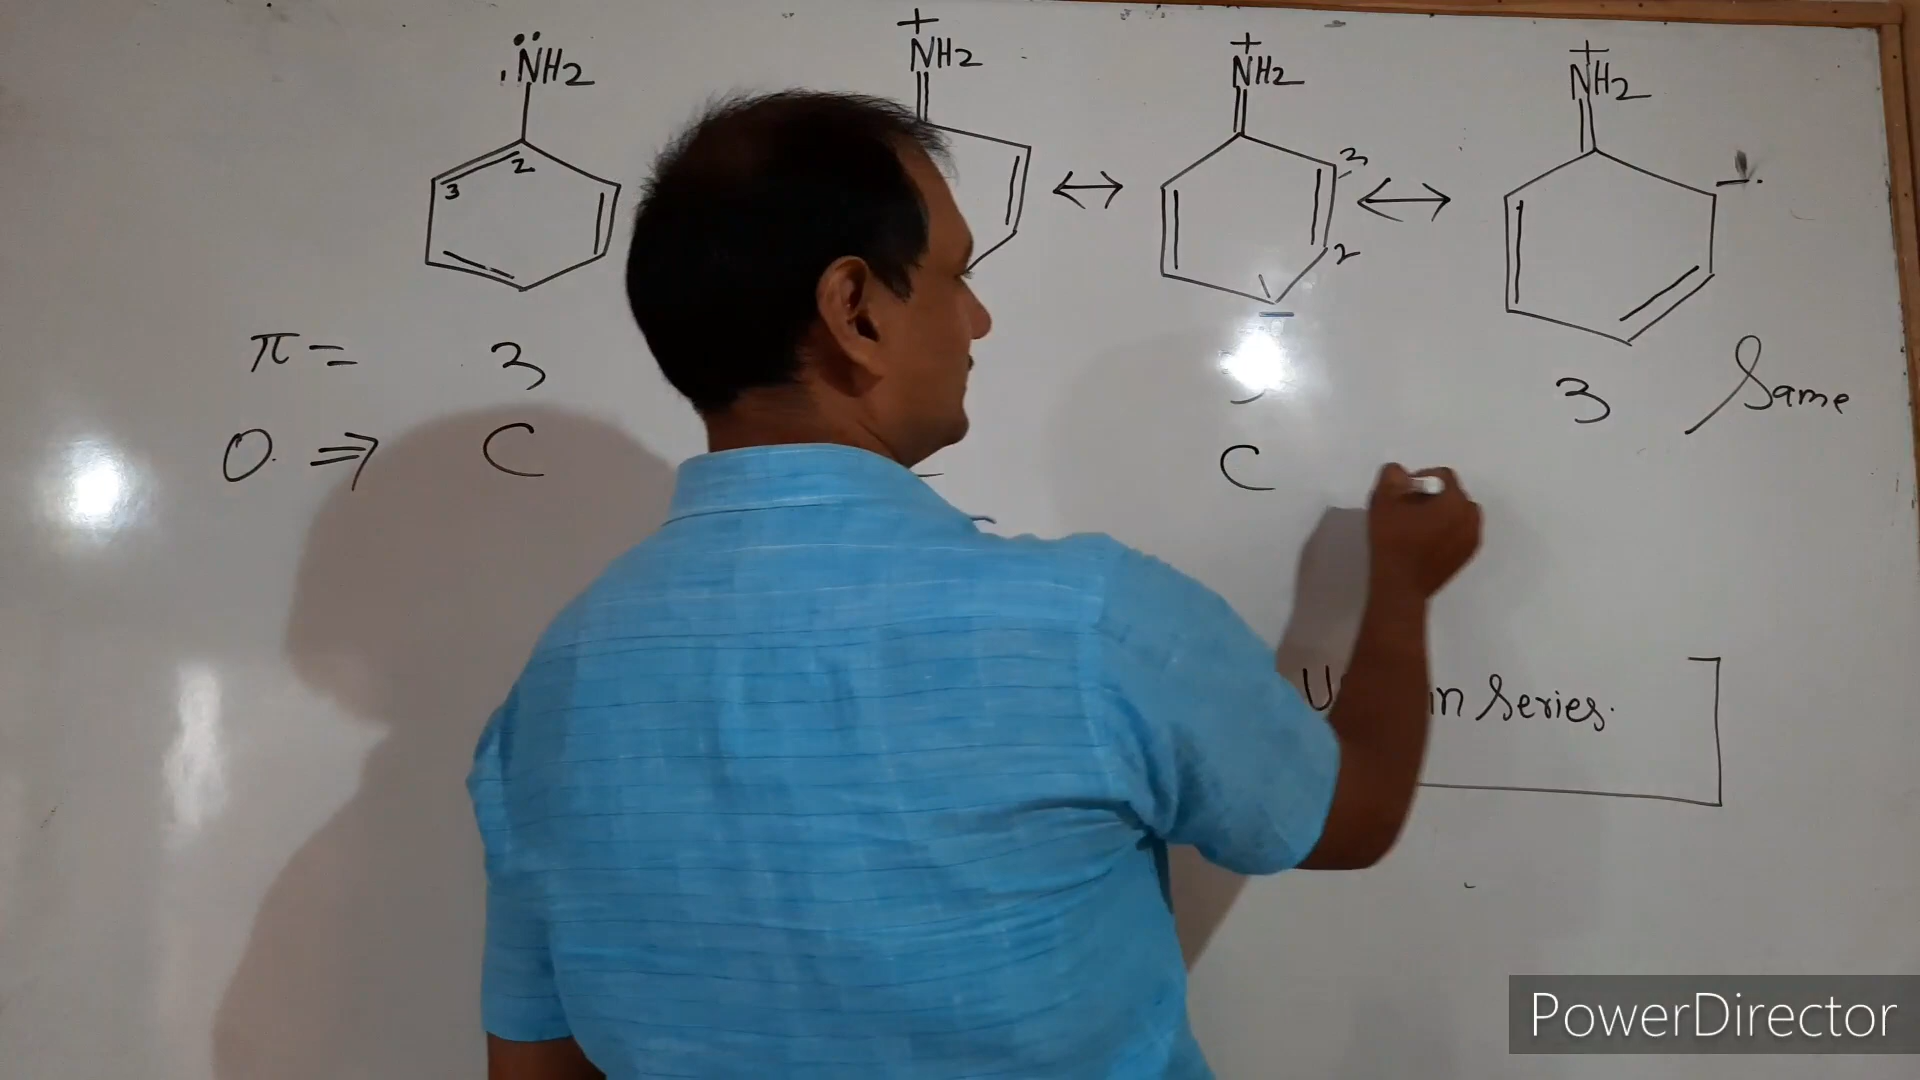 NH2 + NH2 + NH2 + NH2
3 2 3 2
π = 3 3 Same
O. ⇒ C C
in Series.
PowerDirector